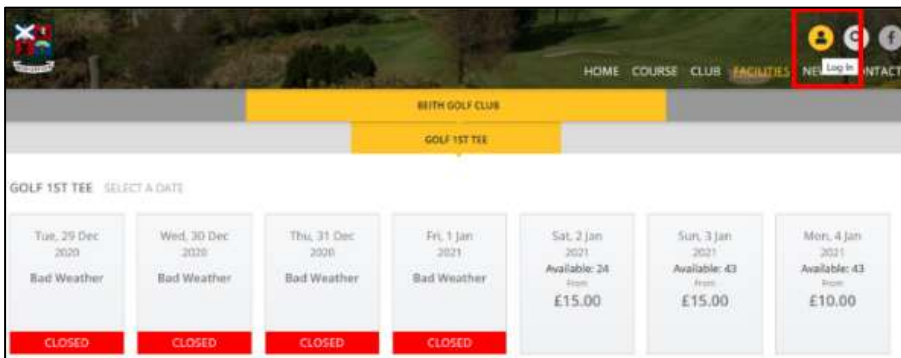 Log In
HOME COURSE CLUB FACILITIES
BEITH GOLF CLUB
GOLF 1ST TEE
GOLF 1ST TEE SELECT A DATE
Tue, 29 Dec
2020
Bad Weather
CLOSED
Wed, 30 Dec
2020
Bad Weather
CLOSED
Thu, 31 Dec
2020
Bad Weather
CLOSED
Fri, 1 Jan
2021
Bad Weather
CLOSED
Sat, 2 Jan
2021
Available: 24
From
£15.00
Sun, 3 Jan
2021
Available: 43
From
£15.00
Mon, 4 Jan
2021
Available: 43
From
£10.00